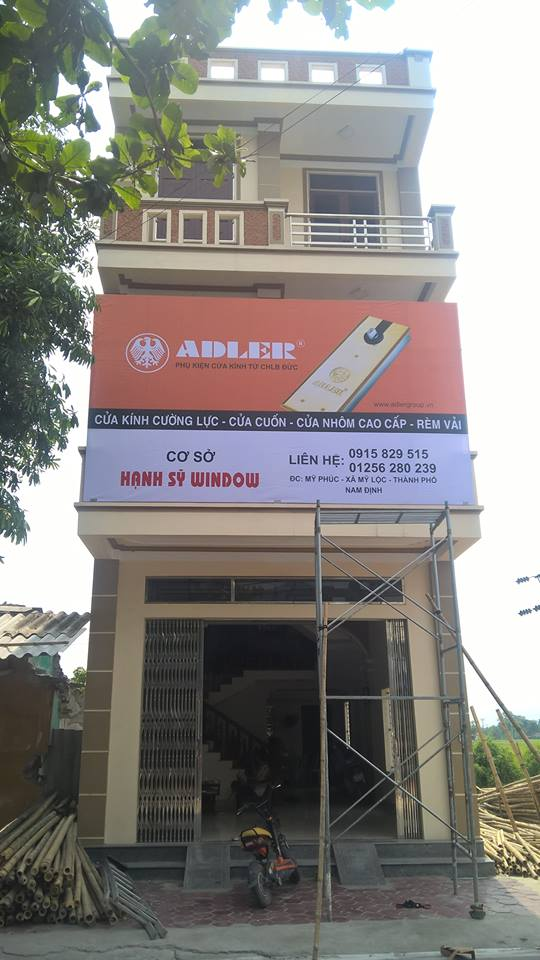 ADLER®
PHỤ KIỆN CỬA KÍNH TỪ CHLB ĐỨC
ADLER
www.adlergroup.vn
CỬA KÍNH CƯỜNG LỰC - CỬA CUỐN - CỬA NHÔM CAO CẤP - RÈM VẢI
CƠ SỞ
HẠNH SỸ WINDOW
LIÊN HỆ: 0915 829 515
01256 280 239
ĐC: MỸ PHÚC - XÃ MỸ LỘC - THÀNH PHỐ
NAM ĐỊNH